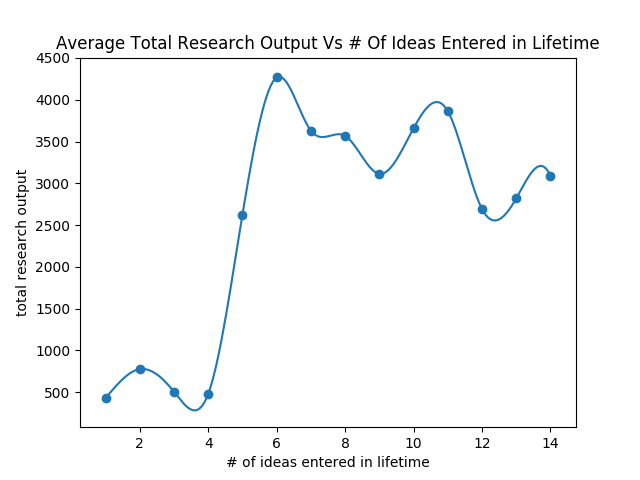 Average Total Research Output Vs # Of Ideas Entered in Lifetime
4500
4000
3500
3000
2500
2000
1500
1000
500
total research output
2 4 6 8 10 12 14
# of ideas entered in lifetime